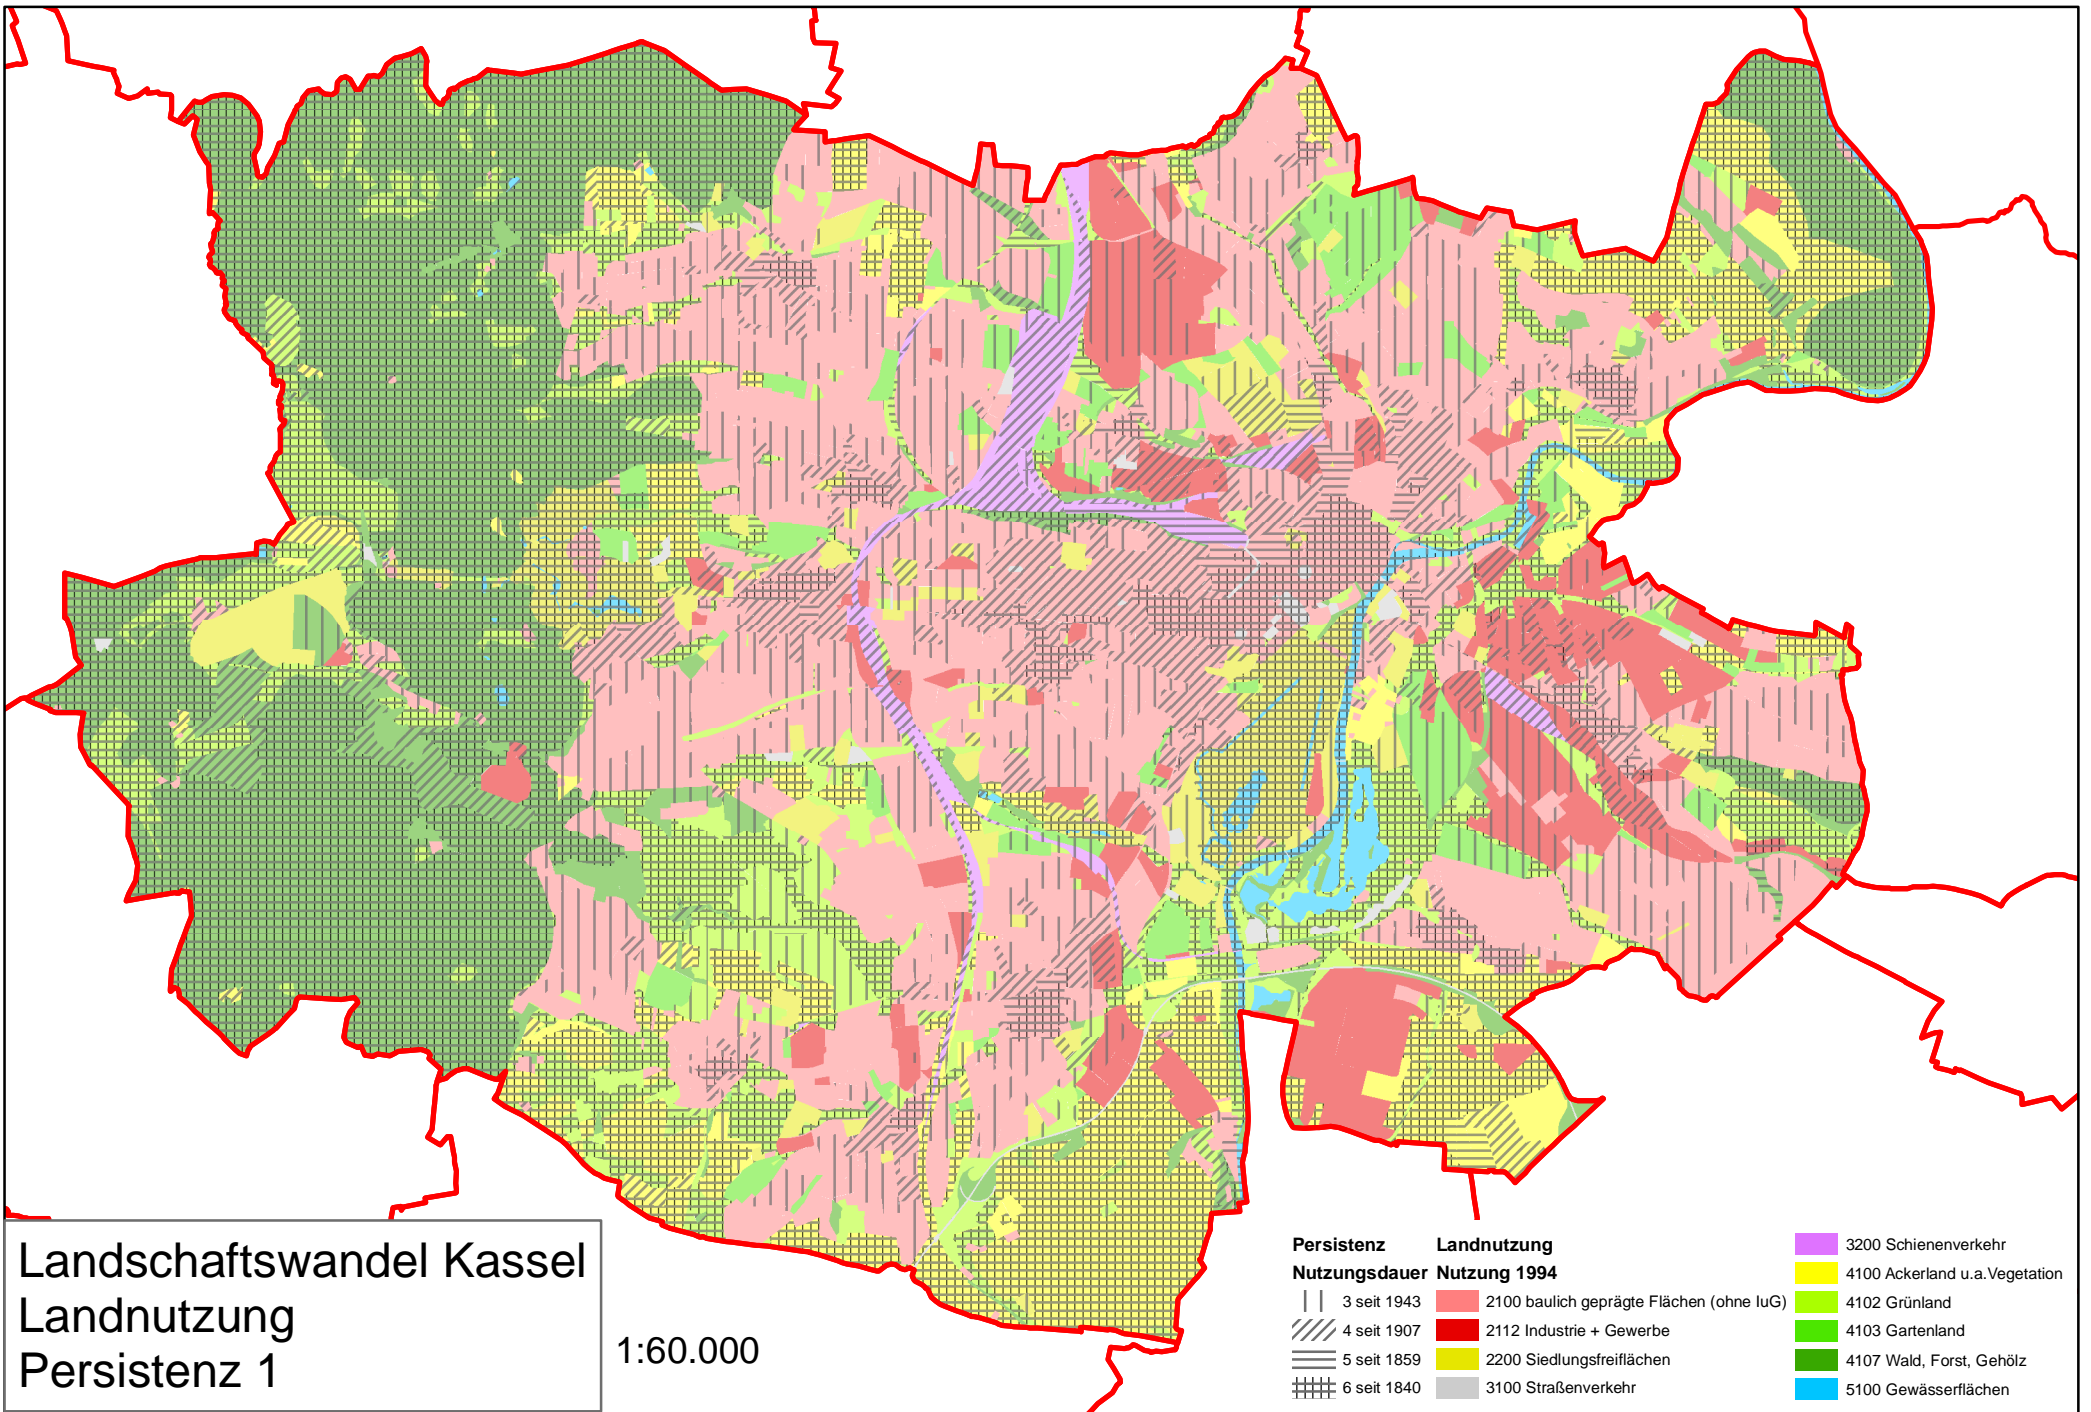 Landschaftswandel Kassel
Landnutzung
Persistenz 1
1:60.000
Persistenz
Nutzungsdauer
3 seit 1943
4 seit 1907
5 seit 1859
6 seit 1840
Landnutzung
Nutzung 1994
2100 baulich geprägte Flächen (ohne IuG)
2112 Industrie + Gewerbe
2200 Siedlungsfreiflächen
3100 Straßenverkehr
3200 Schienenverkehr
4100 Ackerland u.a.Vegetation
4102 Grünland
4103 Gartenland
4107 Wald, Forst, Gehölz
5100 Gewässerflächen